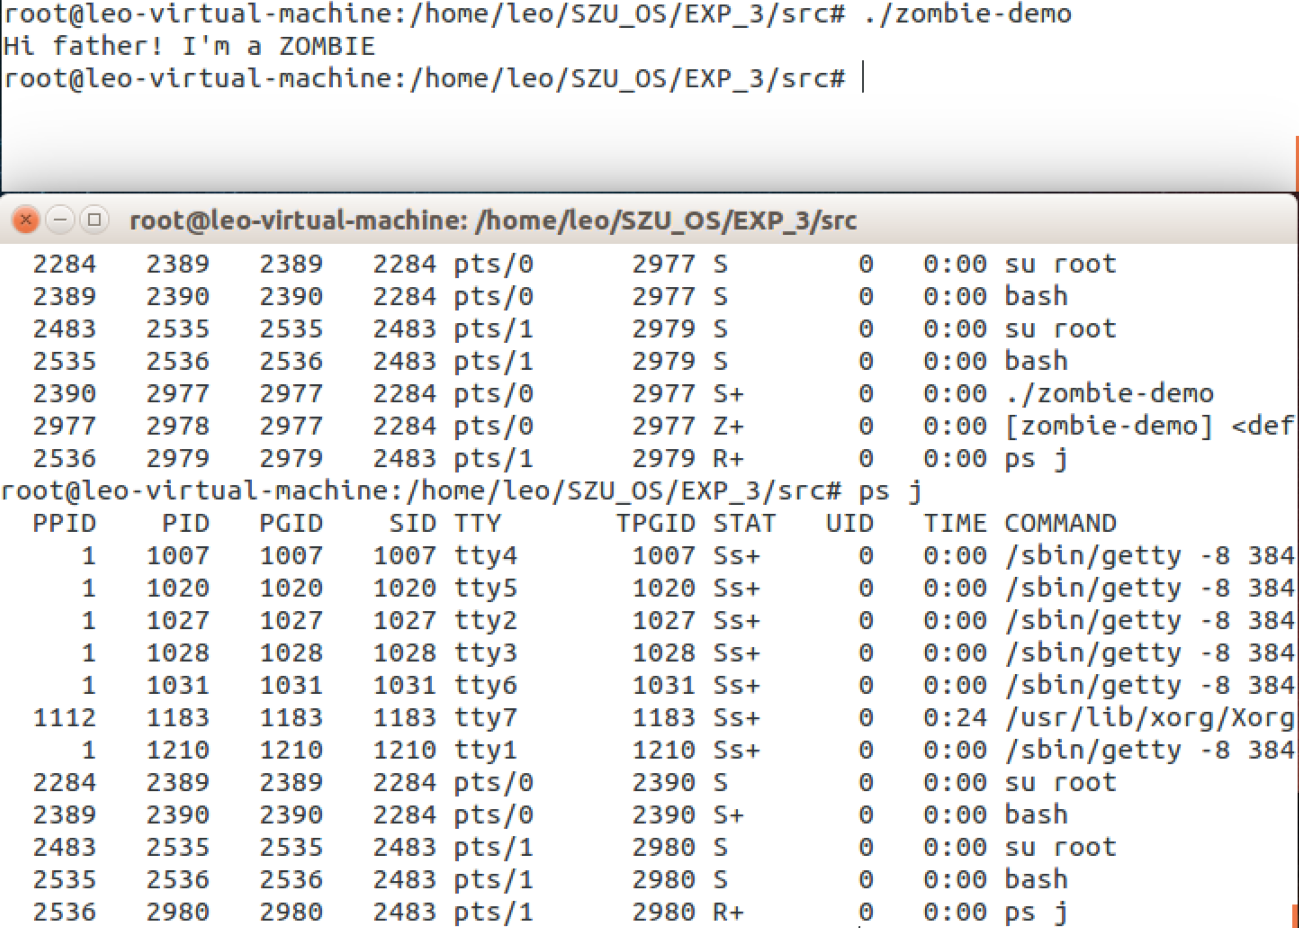 root@leo-virtual-machine:/home/leo/SZU_OS/EXP_3/src# ./zombie-demo
Hi father! I'm a ZOMBIE
root@leo-virtual-machine:/home/leo/SZU_OS/EXP_3/src#
root@leo-virtual-machine: /home/leo/SZU_OS/EXP_3/src
2284 2389 2389 2284 pts/0 2977 S 0 0:00 su root
2389 2390 2390 2284 pts/0 2977 S 0 0:00 bash
2483 2535 2535 2483 pts/1 2979 S 0 0:00 su root
2535 2536 2536 2483 pts/1 2979 S 0 0:00 bash
2390 2977 2977 2284 pts/0 2977 S+ 0 0:00 ./zombie-demo
2977 2978 2977 2284 pts/0 2977 Z+ 0 0:00 [zombie-demo] <def
2536 2979 2979 2483 pts/1 2979 R+ 0 0:00 ps j
root@leo-virtual-machine:/home/leo/SZU_OS/EXP_3/src# ps j
PPID PID PGID SID TTY TPGID STAT UID TIME COMMAND
1 1007 1007 1007 tty4 1007 Ss+ 0 0:00 /sbin/getty -8 384
1 1020 1020 1020 tty5 1020 Ss+ 0 0:00 /sbin/getty -8 384
1 1027 1027 1027 tty2 1027 Ss+ 0 0:00 /sbin/getty -8 384
1 1028 1028 1028 tty3 1028 Ss+ 0 0:00 /sbin/getty -8 384
1 1031 1031 1031 tty6 1031 Ss+ 0 0:00 /sbin/getty -8 384
1112 1183 1183 1183 tty7 1183 Ss+ 0 0:24 /usr/lib/xorg/Xorg
1 1210 1210 1210 tty1 1210 Ss+ 0 0:00 /sbin/getty -8 384
2284 2389 2389 2284 pts/0 2390 S 0 0:00 su root
2389 2390 2390 2284 pts/0 2390 S+ 0 0:00 bash
2483 2535 2535 2483 pts/1 2980 S 0 0:00 su root
2535 2536 2536 2483 pts/1 2980 S 0 0:00 bash
2536 2980 2980 2483 pts/1 2980 R+ 0 0:00 ps j